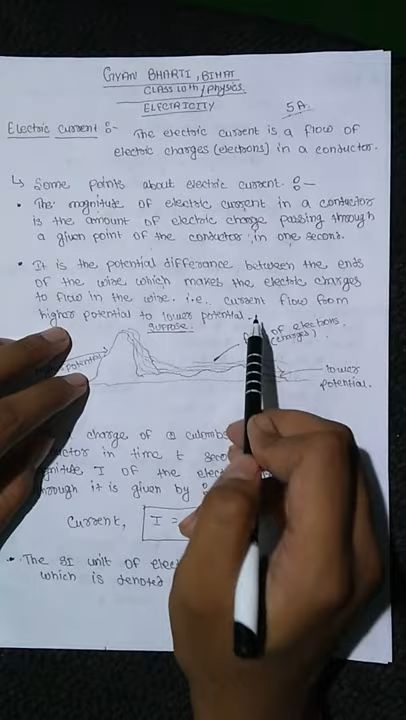 GYAN BHARTI, BIHAT
CLASS 10th / Physics.
ELECTRICITY
5A.
Electric current :- The electric current is a flow of
electric charges (electrons) in a conductor.
↳ Some points about electric current. :-
• The magnitude of electric current in a conductor
is the amount of electric charge passing through
a given point of the conductor in one second.
• It is the potential difference between the ends
of the wire which makes the electric charges
to flow in the wire. i.e. current flow from
higher potential to lower potential.
SUPPOSE.
of electrons.
(charges).
potential
lower
potential.
charge of Q culombs
in time t
I of the
through it is given by
Current, I =
• The SI unit of
which is denoted